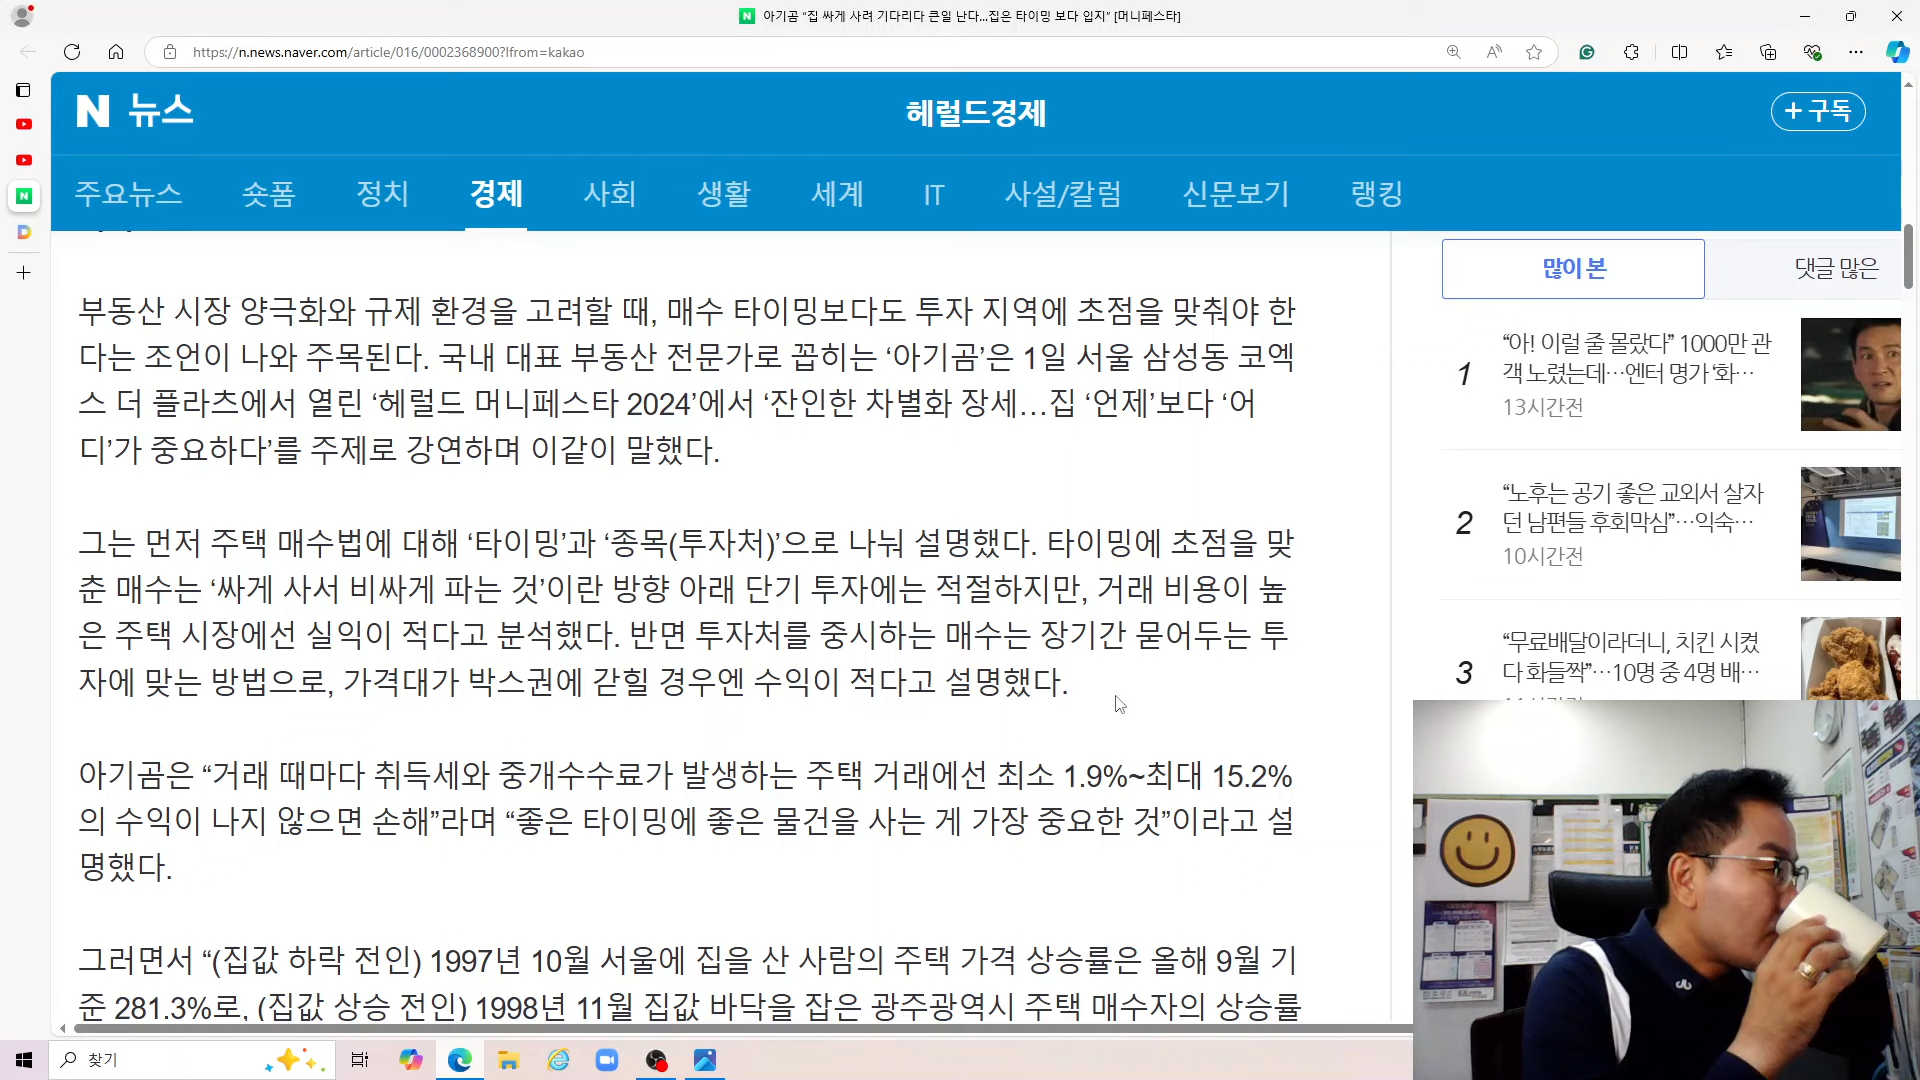 아기곰 “집 싸게 사려 기다리다 큰일 난다...집은 타이밍 보다 입지” [머니페스타]
https://n.news.naver.com/article/016/0002368900?lfrom=kakao
N 뉴스
헤럴드경제
+ 구독
주요뉴스 숏폼 정치 경제 사회 생활 세계 IT 사설/칼럼 신문보기 랭킹
부동산 시장 양극화와 규제 환경을 고려할 때, 매수 타이밍보다도 투자 지역에 초점을 맞춰야 한
다는 조언이 나와 주목된다. 국내 대표 부동산 전문가로 꼽히는 ‘아기곰’은 1일 서울 삼성동 코엑
스 더 플라츠에서 열린 ‘헤럴드 머니페스타 2024’에서 ‘잔인한 차별화 장세…집 ‘언제’보다 ‘어
디’가 중요하다’를 주제로 강연하며 이같이 말했다.
그는 먼저 주택 매수법에 대해 ‘타이밍’과 ‘종목(투자처)’으로 나눠 설명했다. 타이밍에 초점을 맞
춘 매수는 ‘싸게 사서 비싸게 파는 것’이란 방향 아래 단기 투자에는 적절하지만, 거래 비용이 높
은 주택 시장에선 실익이 적다고 분석했다. 반면 투자처를 중시하는 매수는 장기간 묻어두는 투
자에 맞는 방법으로, 가격대가 박스권에 갇힐 경우엔 수익이 적다고 설명했다.
아기곰은 “거래 때마다 취득세와 중개수수료가 발생하는 주택 거래에선 최소 1.9%~최대 15.2%
의 수익이 나지 않으면 손해”라며 “좋은 타이밍에 좋은 물건을 사는 게 가장 중요한 것”이라고 설
명했다.
그러면서 “(집값 하락 전인) 1997년 10월 서울에 집을 산 사람의 주택 가격 상승률은 올해 9월 기
준 281.3%로, (집값 상승 전인) 1998년 11월 집값 바닥을 잡은 광주광역시 주택 매수자의 상승률
많이 본
댓글 많은
1
“아! 이럴 줄 몰랐다” 1000만 관
객 노렸는데…엔터 명가 ‘화…
13시간전
2
“노후는 공기 좋은 교외서 살자
던 남편들 후회막심”…익숙…
10시간전
3
“무료배달이라더니, 치킨 시켰
다 화들짝”…10명 중 4명 배…
찾기